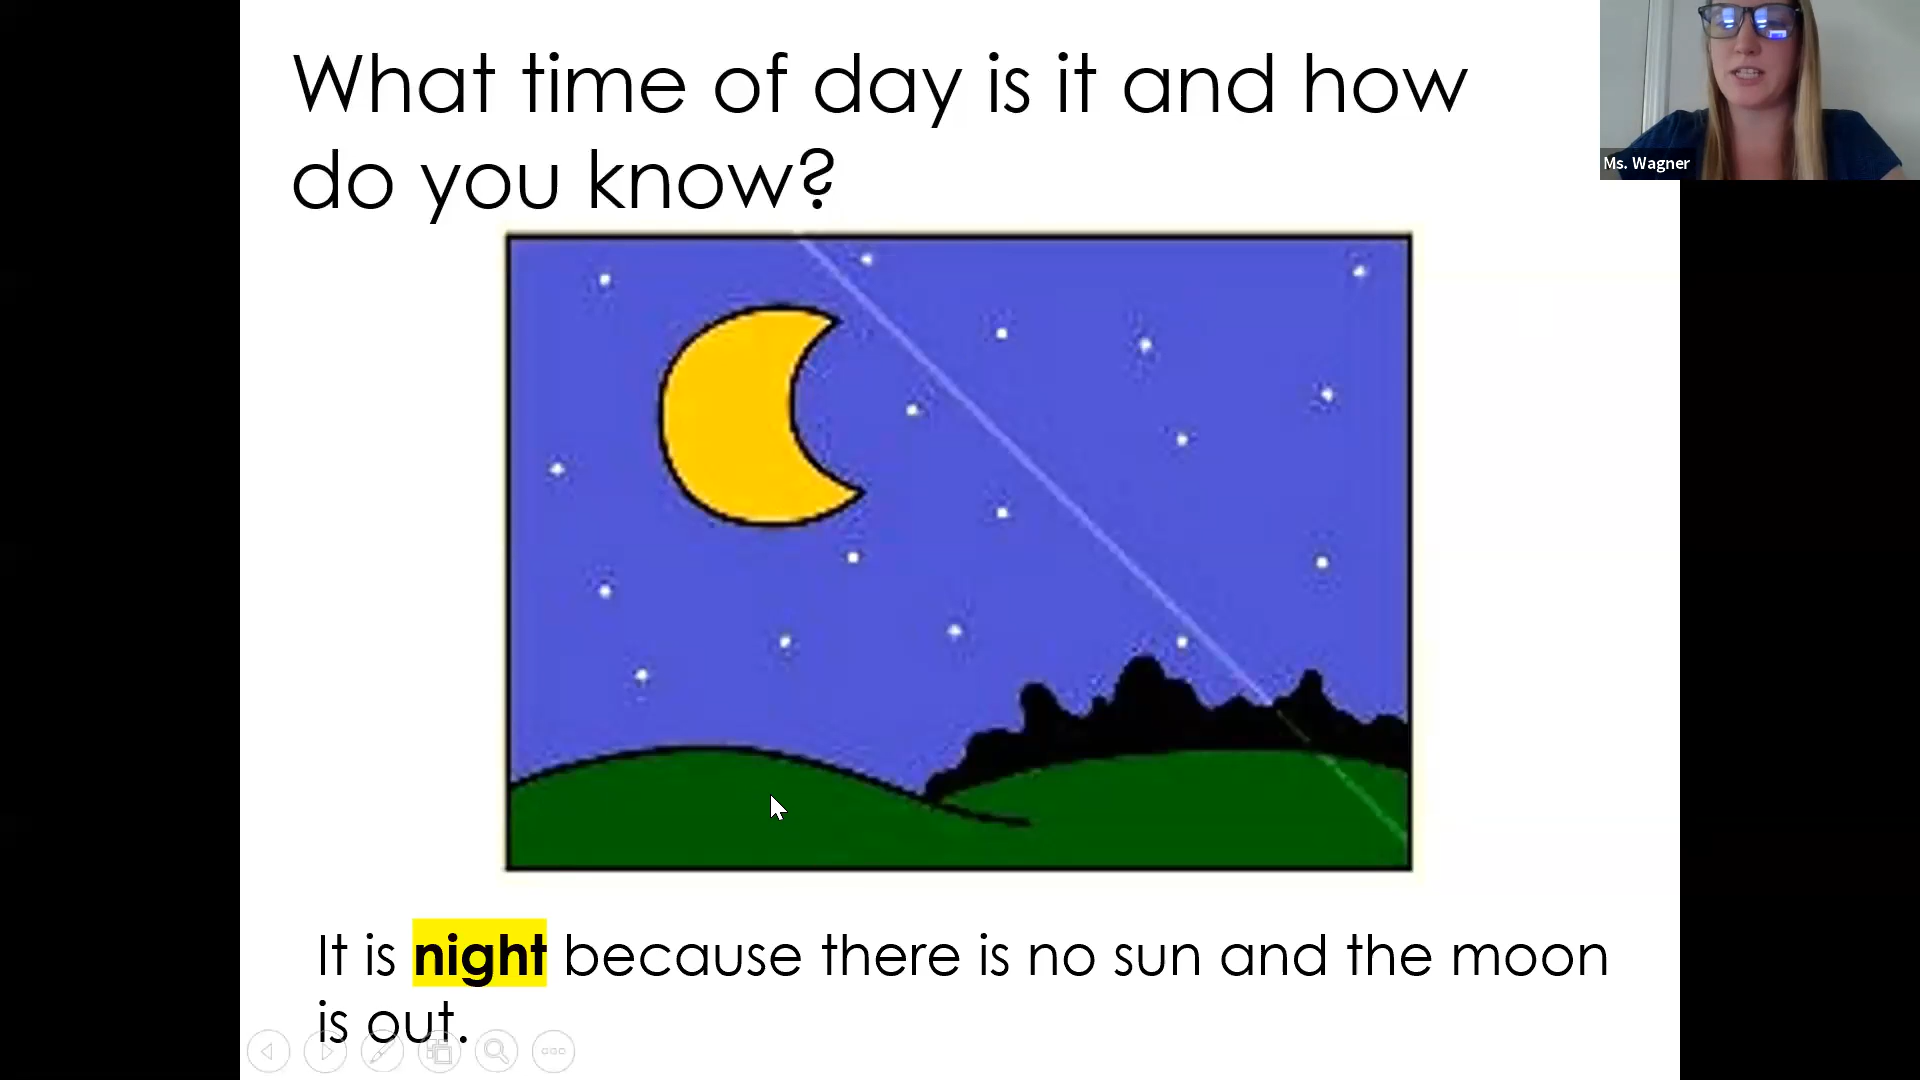 What time of day is it and how
do you know?
Ms. Wagner
It is night because there is no sun and the moon
is out.